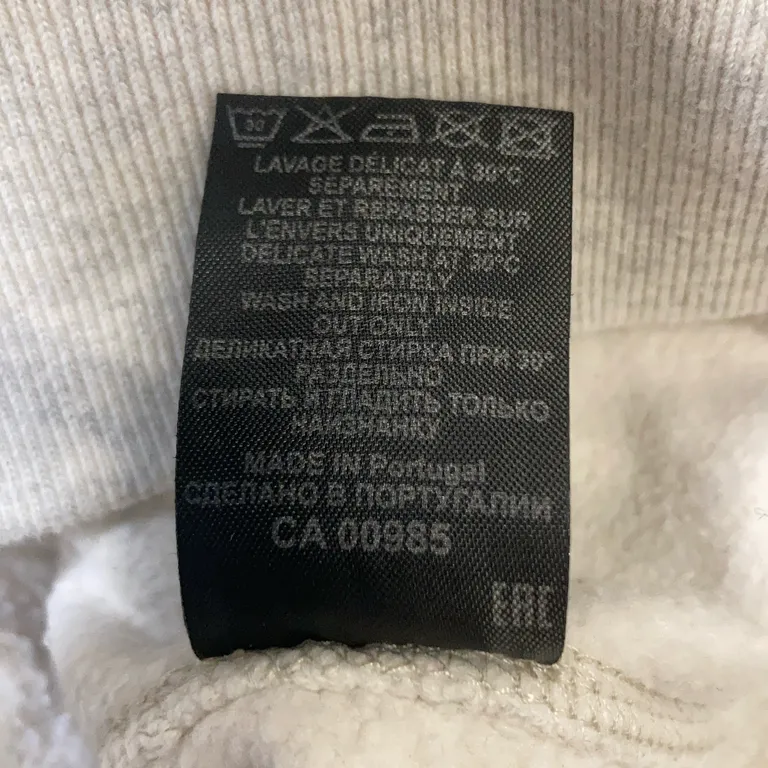 30
LAVAGE DÉLICAT À 30°C
SÉPARÉMENT
LAVER ET REPASSER SUR
L'ENVERS UNIQUEMENT
DELICATE WASH AT 30°C
SEPARATELY
WASH AND IRON INSIDE
OUT ONLY
ДЕЛИКАТНАЯ СТИРКА ПРИ 30°
РАЗДЕЛЬНО
СТИРАТЬ И ГЛАДИТЬ ТОЛЬКО
НАИЗНАНКУ
MADE IN Portugal
СДЕЛАНО В ПОРТУГАЛИИ
CA 00985
EAC